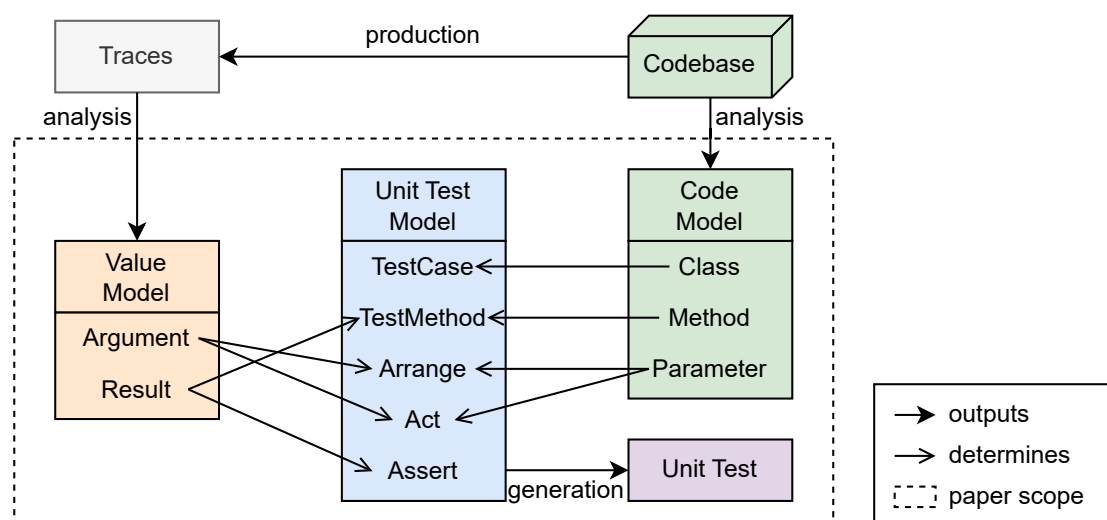 production
Traces
Codebase
analysis
analysis
Unit Test
Model
Code
Model
Value
Model
TestCase
Class
TestMethod
Method
Argument
Arrange
Parameter
Result
Act
Assert
generation
Unit Test
outputs
determines
paper scope